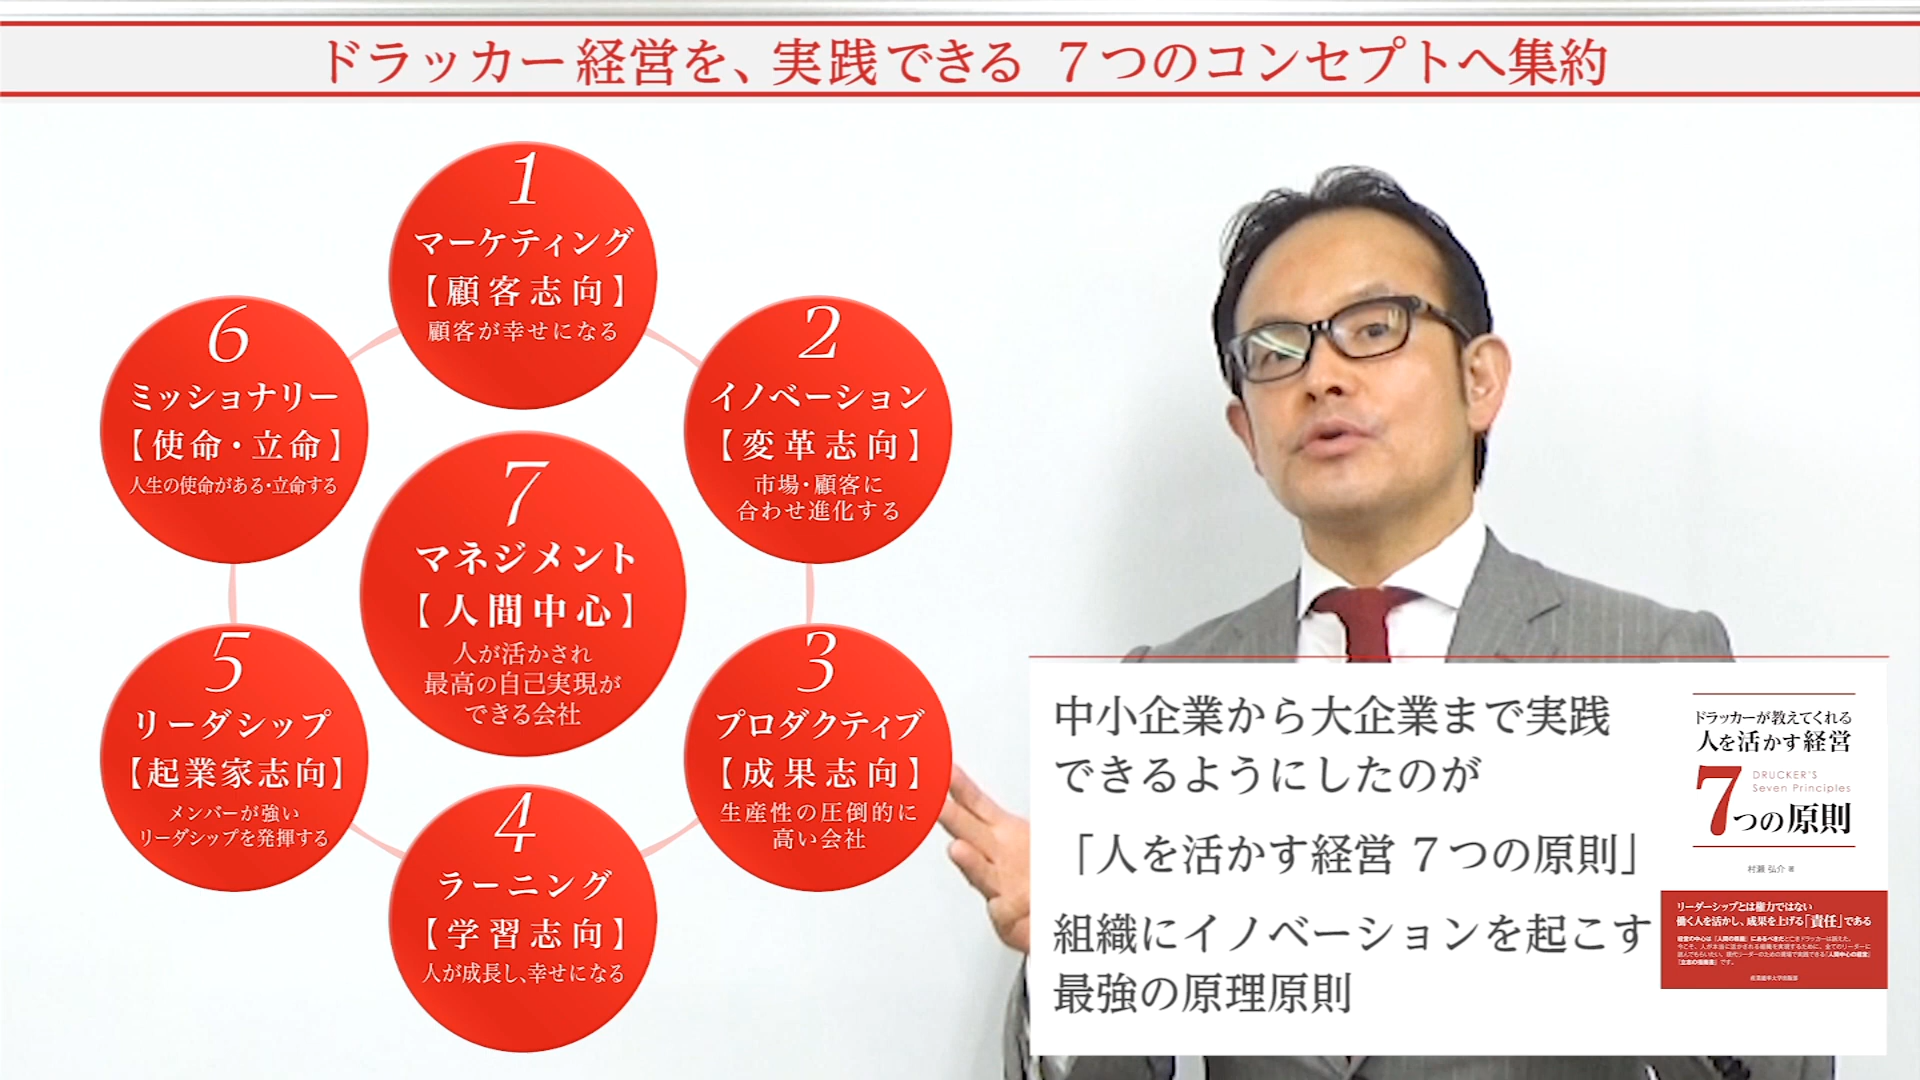 ドラッカー経営を、実践できる ７つのコンセプトへ集約
1
マーケティング
【顧客志向】
顧客が幸せになる
2
イノベーション
【変革志向】
市場・顧客に
合わせ進化する
3
プロダクティブ
【成果志向】
生産性の圧倒的に
高い会社
4
ラーニング
【学習志向】
人が成長し、幸せになる
5
リーダシップ
【起業家志向】
メンバーが強い
リーダシップを発揮する
6
ミッショナリー
【使命・立命】
人生の使命がある・立命する
7
マネジメント
【人間中心】
人が活かされ
最高の自己実現が
できる会社
中小企業から大企業まで実践
できるようにしたのが
「人を活かす経営 ７つの原則」
組織にイノベーションを起こす
最強の原理原則
ドラッカーが教えてくれる
人を活かす経営
DRUCKER'S
Seven Principles
7つの原則
村瀬 弘介 著
リーダーシップとは権力ではない
働く人を活かし、成果を上げる「責任」である